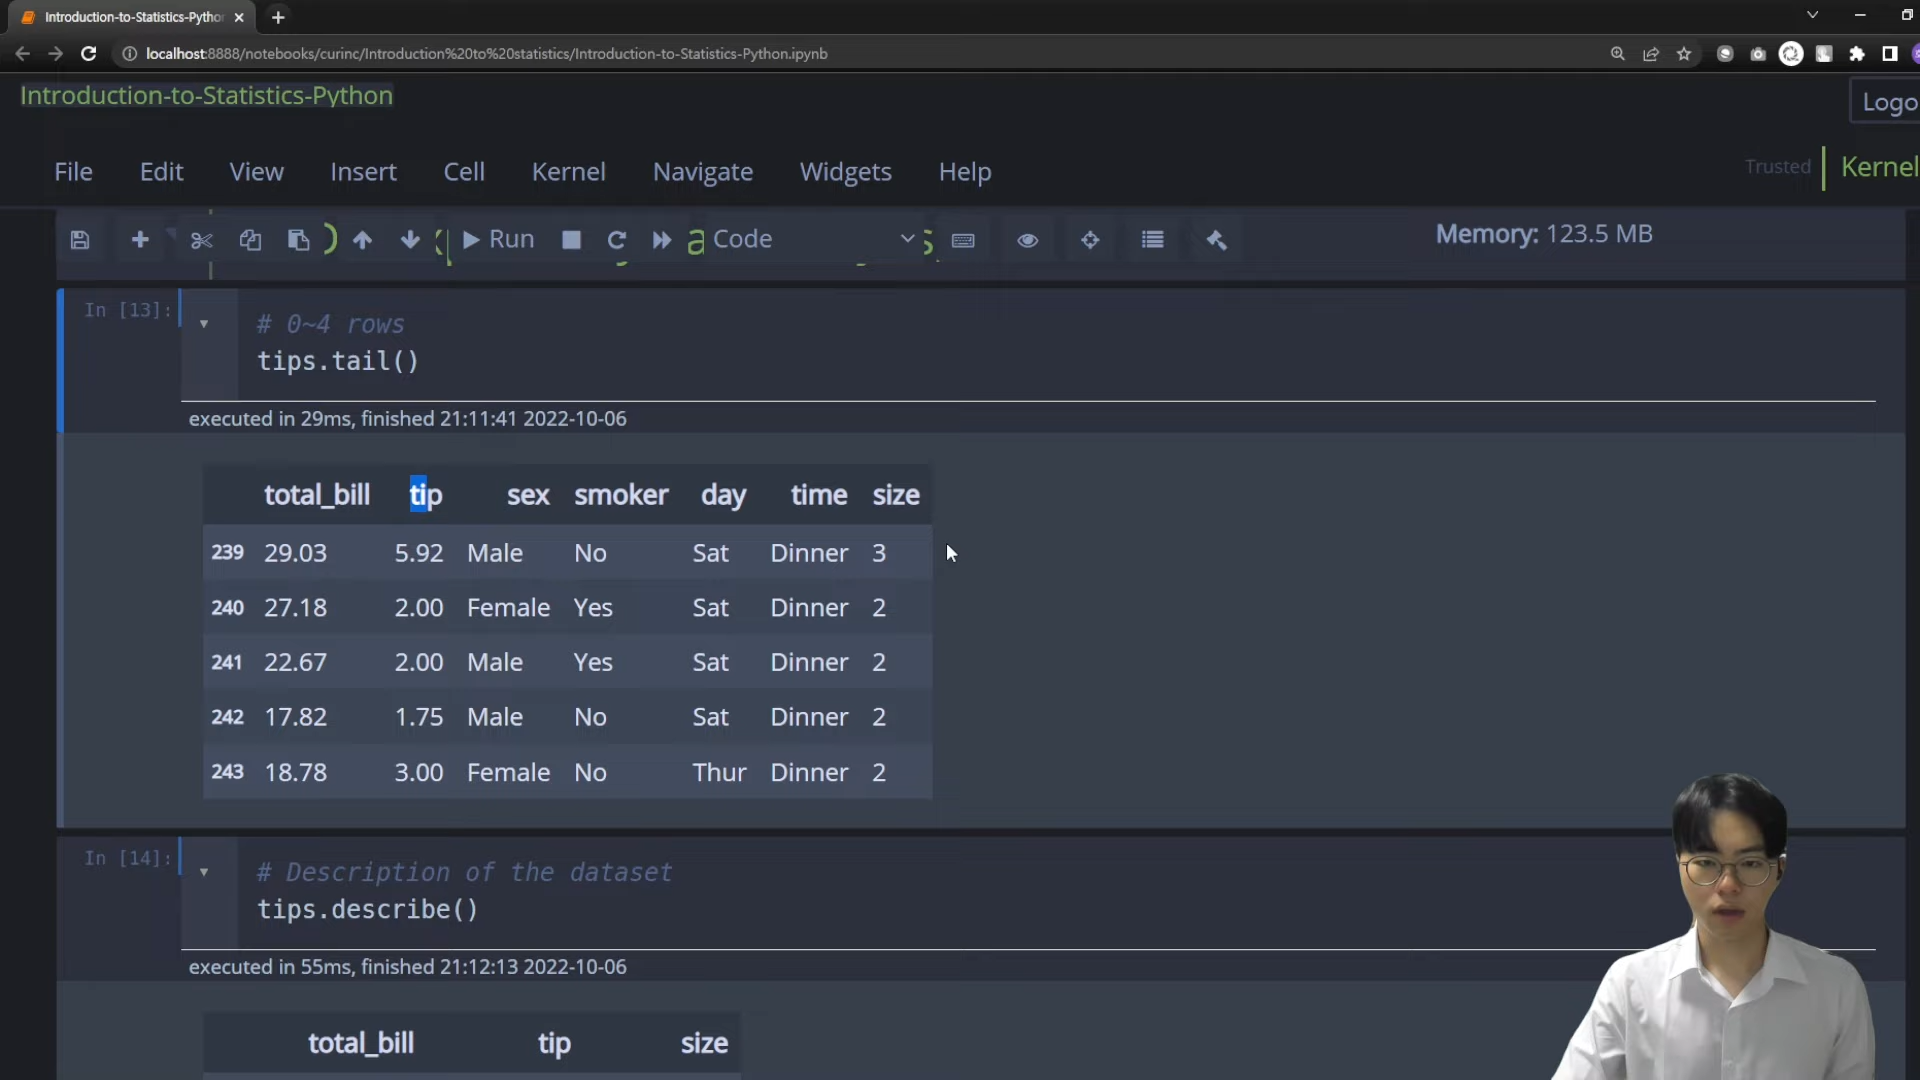 Introduction-to-Statistics-Pytho
localhost:8888/notebooks/curinc/Introduction%20to%20statistics/Introduction-to-Statistics-Python.ipynb
Introduction-to-Statistics-Python
Logo
File Edit View Insert Cell Kernel Navigate Widgets Help
Trusted Kernel
Run Code
Memory: 123.5 MB
In [13]:
# 0~4 rows
tips.tail()
executed in 29ms, finished 21:11:41 2022-10-06
total_bill tip sex smoker day time size
239 29.03 5.92 Male No Sat Dinner 3
240 27.18 2.00 Female Yes Sat Dinner 2
241 22.67 2.00 Male Yes Sat Dinner 2
242 17.82 1.75 Male No Sat Dinner 2
243 18.78 3.00 Female No Thur Dinner 2
In [14]:
# Description of the dataset
tips.describe()
executed in 55ms, finished 21:12:13 2022-10-06
total_bill tip size